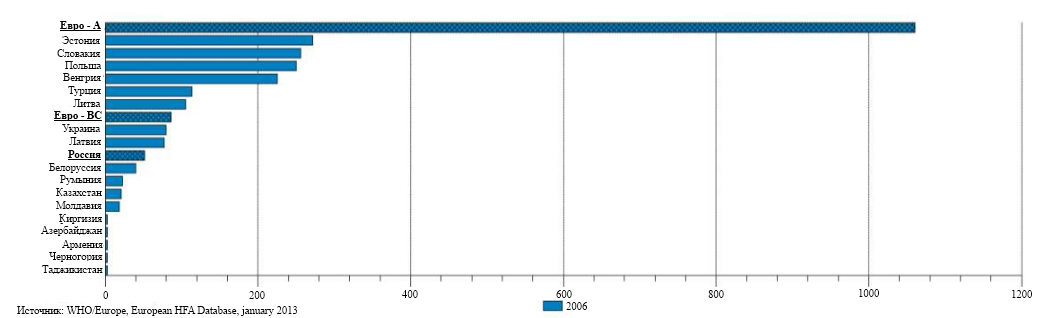 Евро - А
Эстония
Словакия
Польша
Венгрия
Турция
Литва
Евро - ВС
Украина
Латвия
Россия
Белоруссия
Румыния
Казахстан
Молдавия
Киргизия
Азербайджан
Армения
Черногория
Таджикистан
0 200 400 600 800 1000 1200
2006
Источник: WHO/Europe, European HFA Database, january 2013